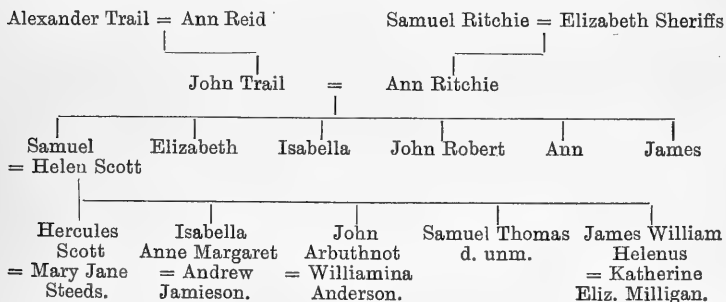 Alexander Trail = Ann Reid Samuel Ritchie = Elizabeth Sheriffs
John Trail = Ann Ritchie
Samuel Elizabeth Isabella John Robert Ann James
= Helen Scott
Hercules Isabella John Samuel Thomas James William
Scott Anne Margaret Arbuthnot d. unm. Helenus
= Mary Jane = Andrew = Williamina = Katherine
Steeds. Jamieson. Anderson. Eliz. Milligan.